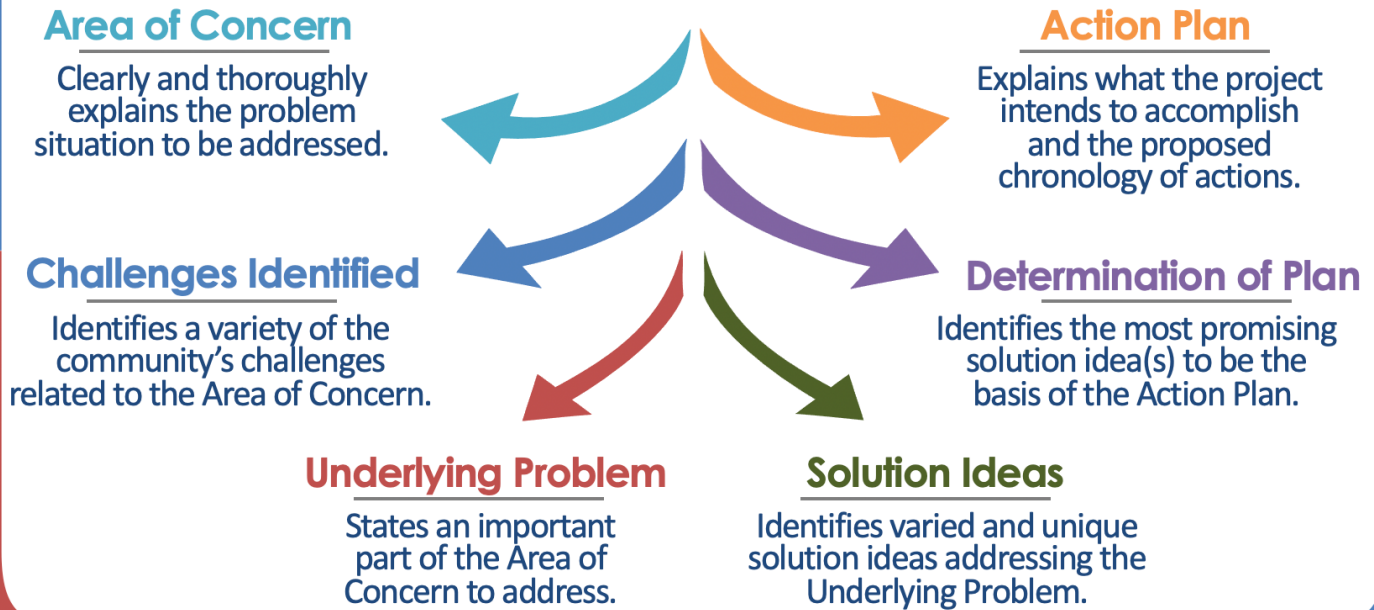 Area of Concern
Clearly and thoroughly
explains the problem
situation to be addressed.
Challenges Identified
Identifies a variety of the
community's challenges
related to the Area of Concern.
Underlying Problem
States an important
part of the Area of
Concern to address.
Solution Ideas
Identifies varied and unique
solution ideas addressing the
Underlying Problem.
Determination of Plan
Identifies the most promising
solution idea(s) to be the
basis of the Action Plan.
Action Plan
Explains what the project
intends to accomplish
and the proposed
chronology of actions.